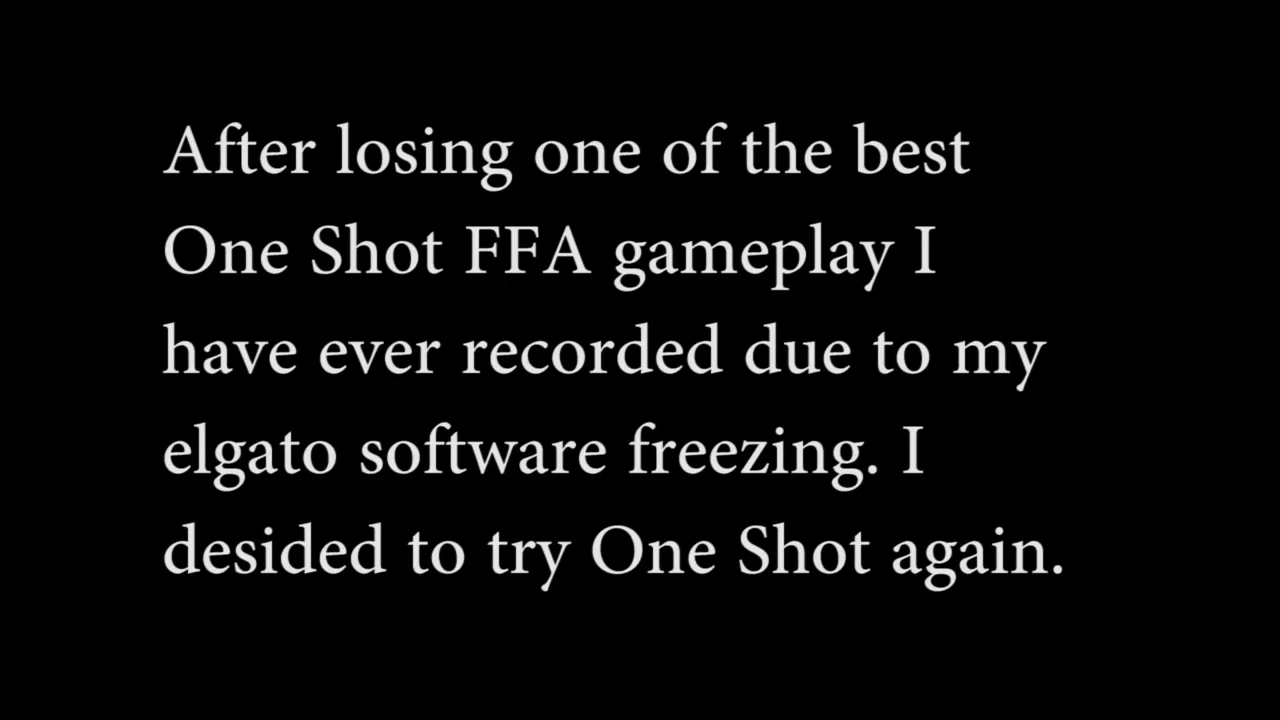 After losing one of the best
One Shot FFA gameplay I
have ever recorded due to my
elgato software freezing. I
desided to try One Shot again.